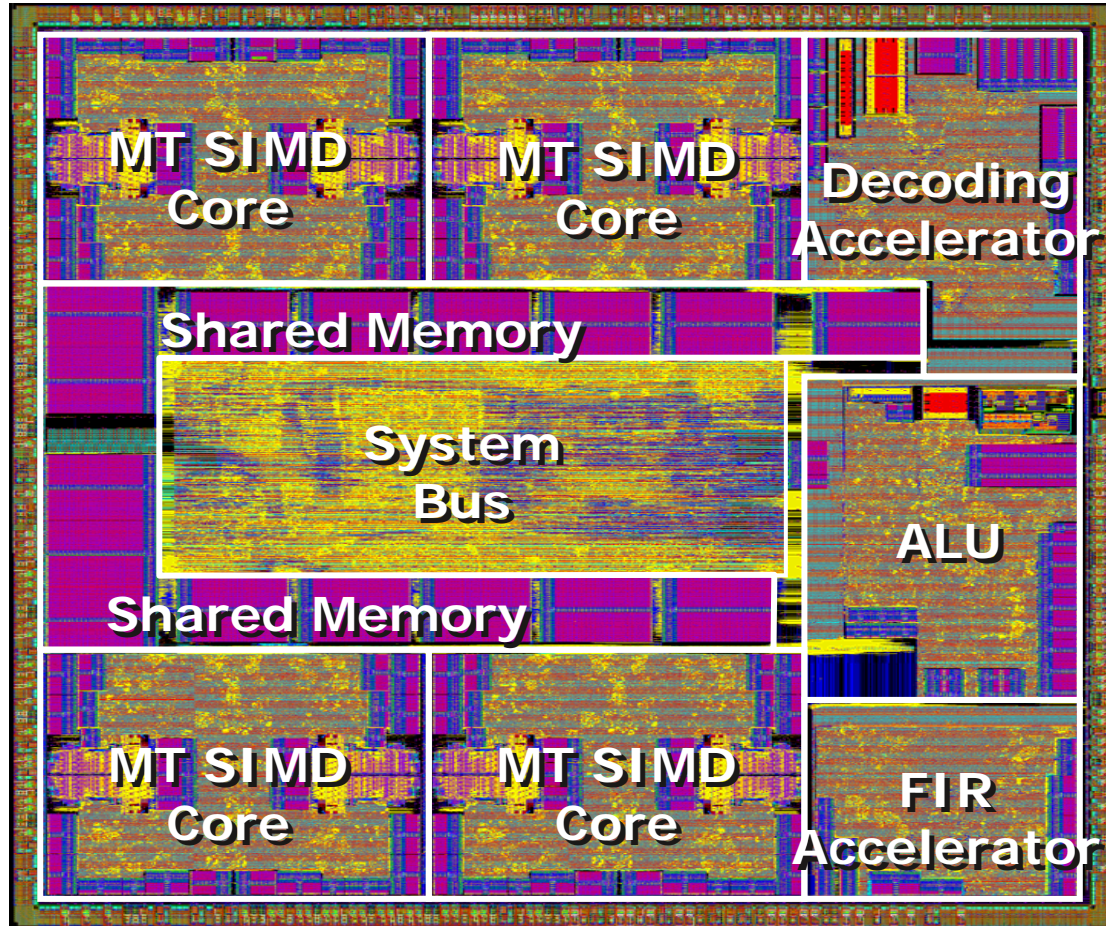 MT SIMD
Core
MT SIMD
Core
Decoding
Accelerator
Shared Memory
System
Bus
ALU
Shared Memory
MT SIMD
Core
MT SIMD
Core
FIR
Accelerator